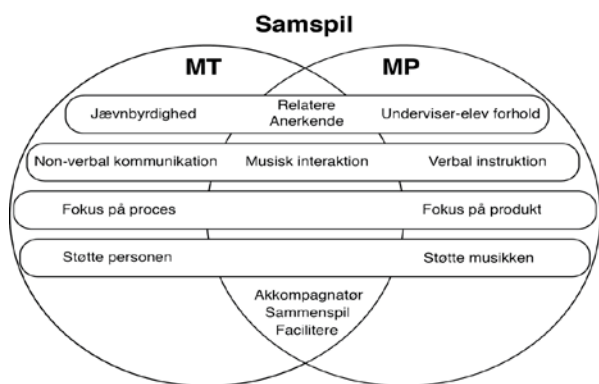 Samspil
MT MP
Jævnbyrdighed Relatere Anerkende Underviser-elev forhold
Non-verbal kommunikation Musisk interaktion Verbal instruktion
Fokus på proces Fokus på produkt
Støtte personen Støtte musikken
Akkompagnatør
Sammenspil
Facilitere